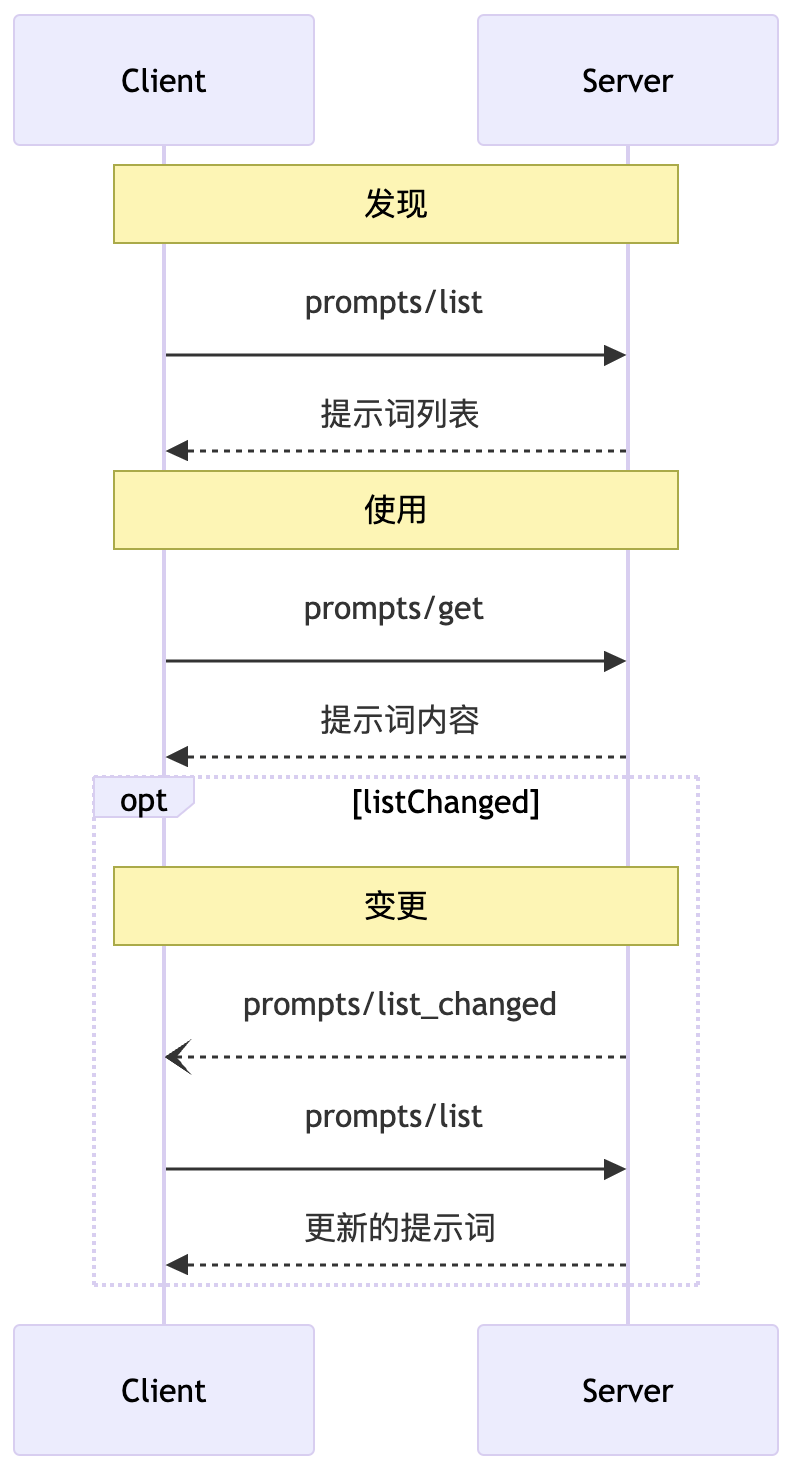 Client
Server
发现
prompts/list
提示词列表
使用
prompts/get
提示词内容
opt
[listChanged]
变更
prompts/list_changed
prompts/list
更新的提示词
Client
Server